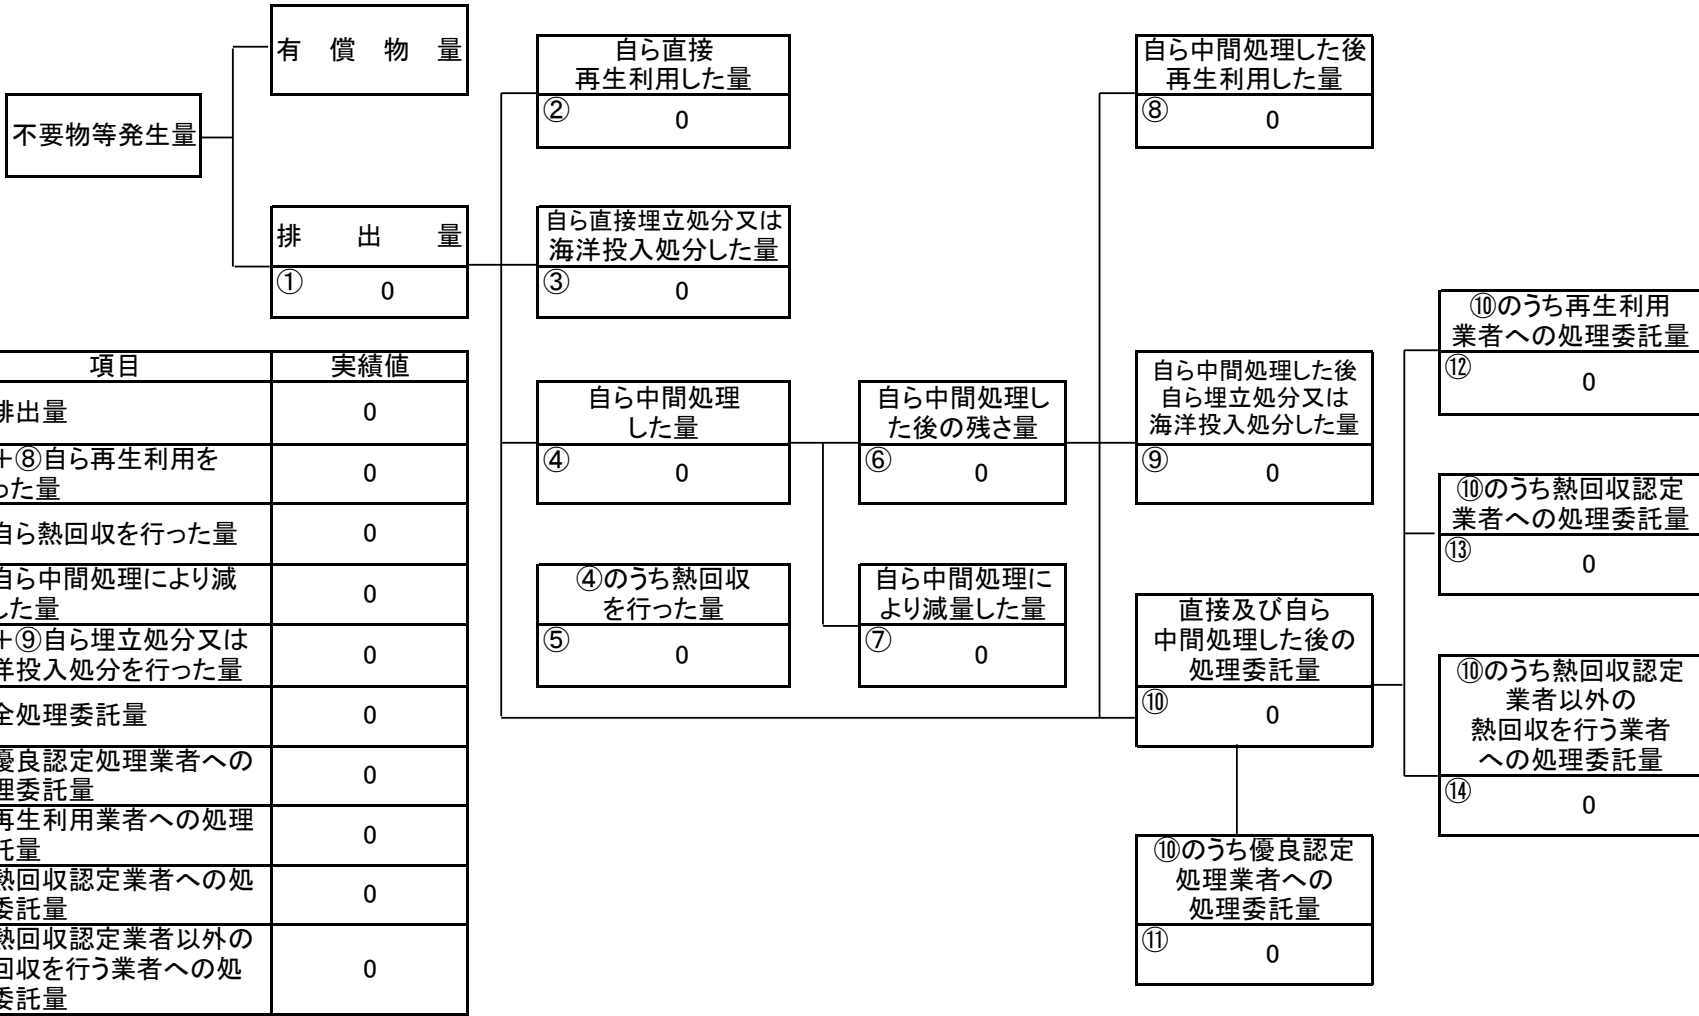 有償物量
不要物等発生量
排出量
① 0
自ら直接
再生利用した量
② 0
自ら直接埋立処分又は
海洋投入処分した量
③ 0
自ら中間処理
した量
④ 0
④のうち熱回収
を行った量
⑤ 0
自ら中間処理し
た後の残さ量
⑥ 0
自ら中間処理に
より減量した量
⑦ 0
自ら中間処理した後
再生利用した量
⑧ 0
自ら中間処理した後
自ら埋立処分又は
海洋投入処分した量
⑨ 0
直接及び自ら
中間処理した後の
処理委託量
⑩ 0
⑩のうち優良認定
処理業者への
処理委託量
⑪ 0
⑩のうち再生利用
業者への処理委託量
⑫ 0
⑩のうち熱回収認定
業者への処理委託量
⑬ 0
⑩のうち熱回収認定
業者以外の
熱回収を行う業者
への処理委託量
⑭ 0
項目 実績値
排出量 0
+⑧自ら再生利用を
った量 0
自ら熱回収を行った量 0
自ら中間処理により減
した量 0
+⑨自ら埋立処分又は
洋投入処分を行った量 0
全処理委託量 0
優良認定処理業者への
理委託量 0
再生利用業者への処理
託量 0
熱回収認定業者への処
委託量 0
熱回収認定業者以外の
回収を行う業者への処
委託量 0